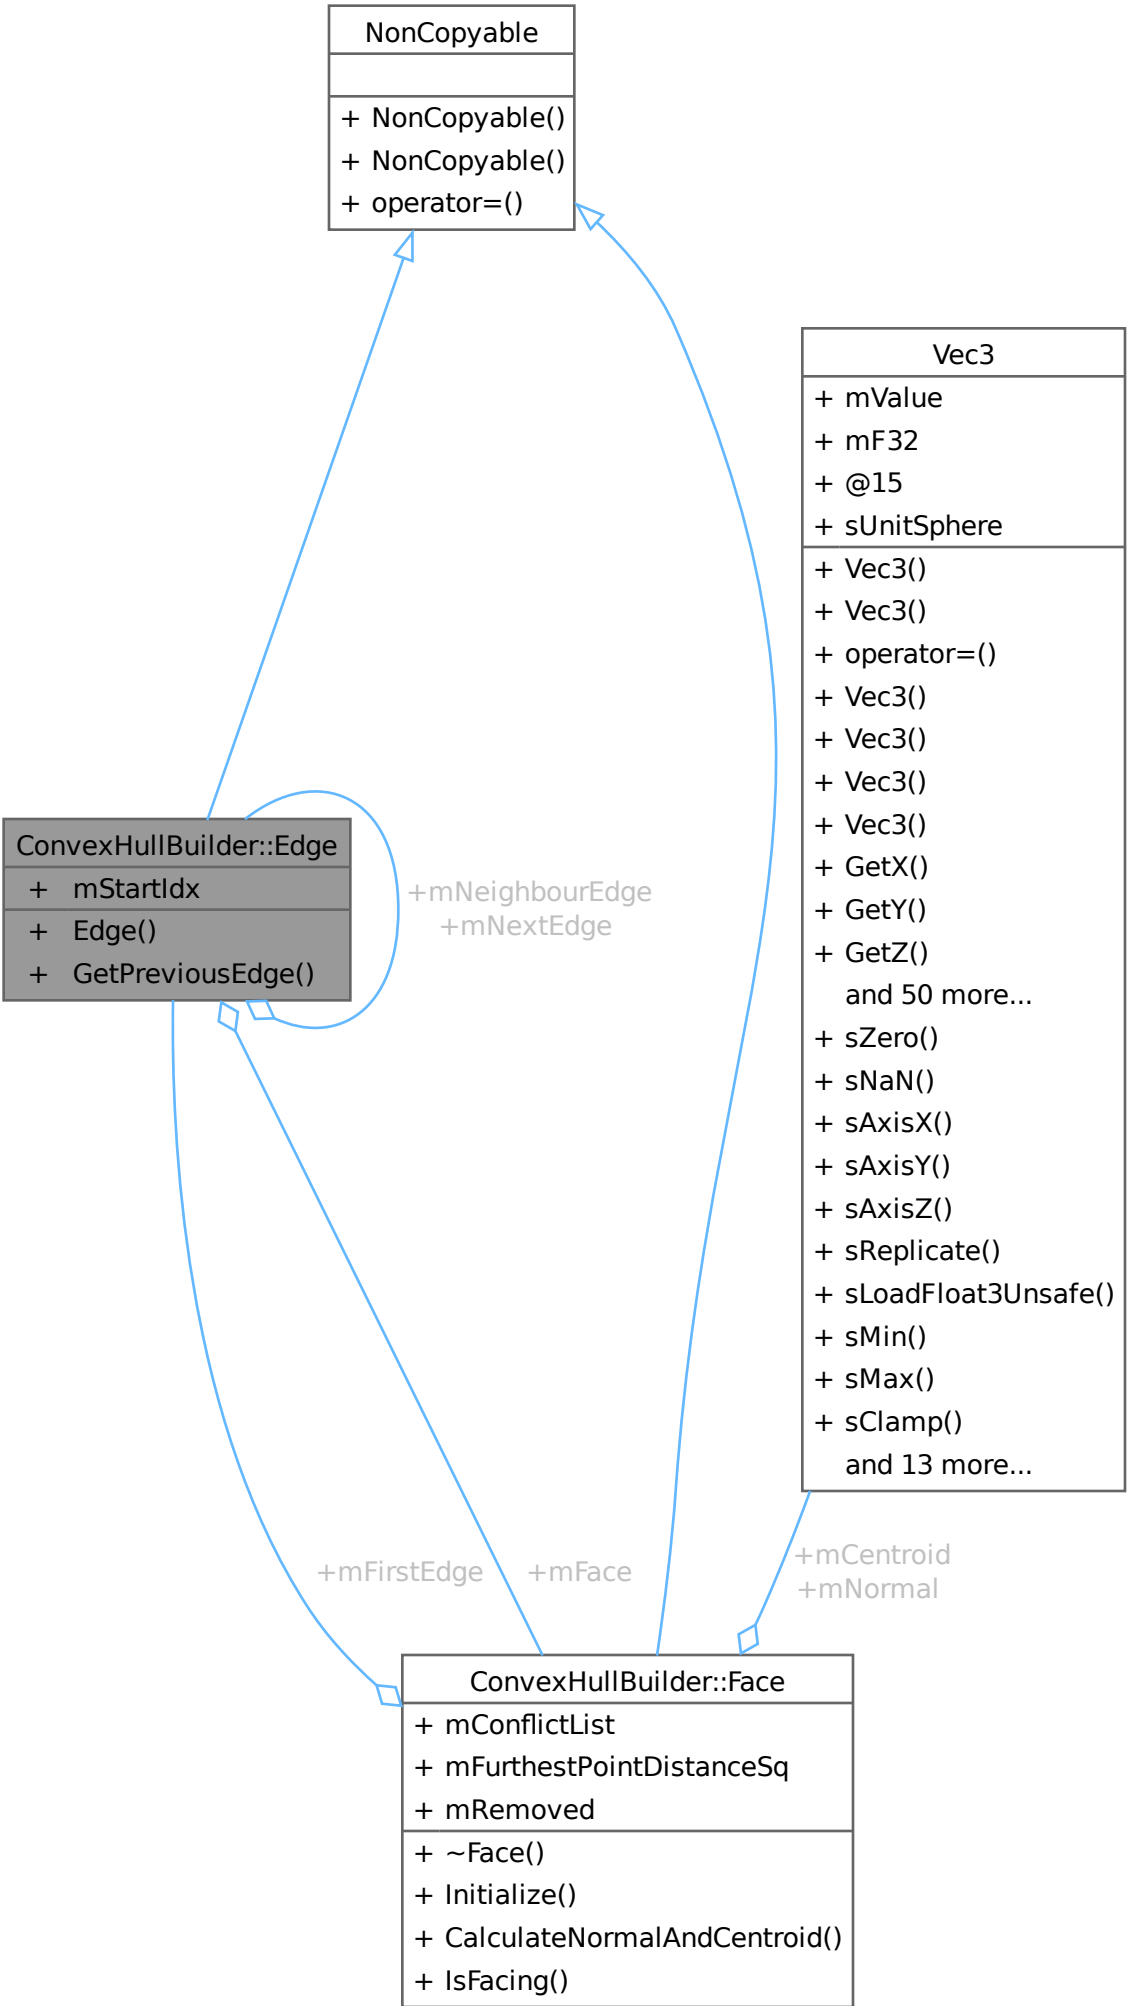 NonCopyable
+ NonCopyable()
+ NonCopyable()
+ operator=()
Vec3
+ mValue
+ mF32
+ @15
+ sUnitSphere
+ Vec3()
+ Vec3()
+ operator=()
+ Vec3()
+ Vec3()
+ Vec3()
+ Vec3()
+ GetX()
+ GetY()
+ GetZ()
and 50 more...
+ sZero()
+ sNaN()
+ sAxisX()
+ sAxisY()
+ sAxisZ()
+ sReplicate()
+ sLoadFloat3Unsafe()
+ sMin()
+ sMax()
+ sClamp()
and 13 more...
ConvexHullBuilder::Edge
+ mStartIdx
+ Edge()
+ GetPreviousEdge()
+mNeighbourEdge
+mNextEdge
+mFirstEdge
+mFace
+mCentroid
+mNormal
ConvexHullBuilder::Face
+ mConflictList
+ mFurthestPointDistanceSq
+ mRemoved
+ ~Face()
+ Initialize()
+ CalculateNormalAndCentroid()
+ IsFacing()